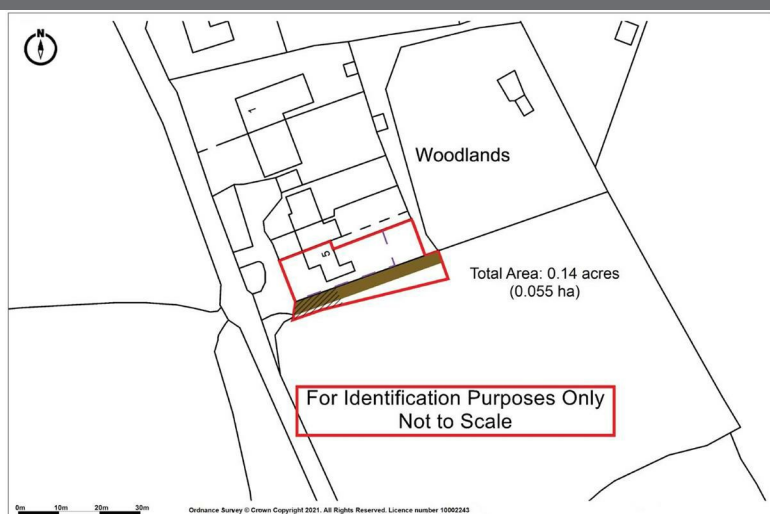 N
1
Woodlands
5
Total Area: 0.14 acres
(0.055 ha)
For Identification Purposes Only
Not to Scale
0m 10m 20m 30m
Ordnance Survey © Crown Copyright 2021. All Rights Reserved. Licence number 10002243